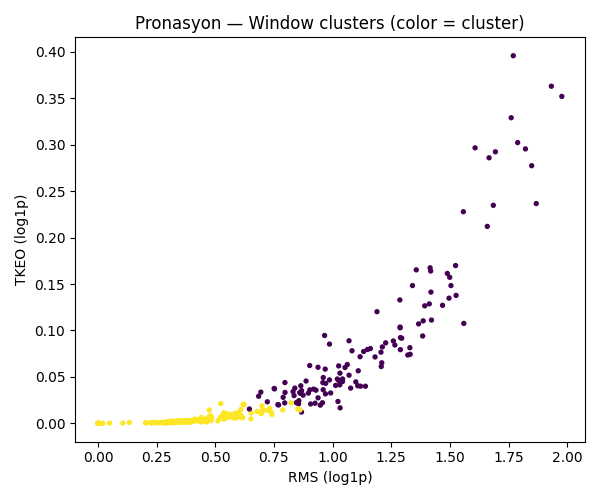 Pronasyon — Window clusters (color = cluster)
0.40
0.35
0.30
0.25
0.20
0.15
0.10
0.05
0.00
TKEO (log1p)
0.00 0.25 0.50 0.75 1.00 1.25 1.50 1.75 2.00
RMS (log1p)